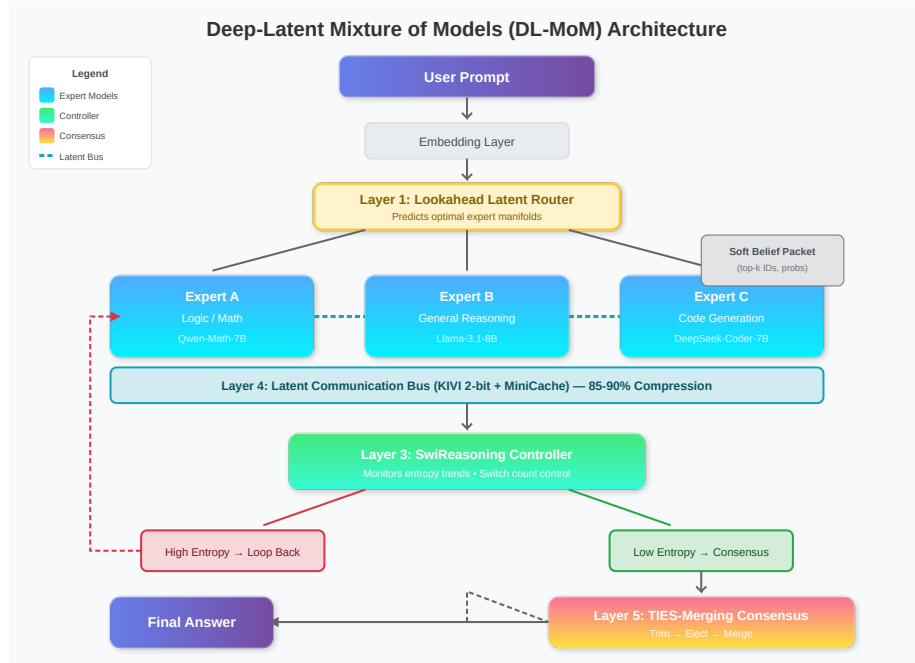 Deep-Latent Mixture of Models (DL-MoM) Architecture
Legend
Expert Models
Controller
Consensus
Latent Bus
User Prompt
Embedding Layer
Layer 1: Lookahead Latent Router
Predicts optimal expert manifolds
Soft Belief Packet
(top-k IDs, probs)
Expert A
Logic / Math
Qwen-Math-7B
Expert B
General Reasoning
Llama-3.1-8B
Expert C
Code Generation
DeepSeek-Coder-7B
Layer 4: Latent Communication Bus (KIVI 2-bit + MiniCache) — 85-90% Compression
Layer 3: SwiReasoning Controller
Monitors entropy trends • Switch count control
High Entropy → Loop Back
Low Entropy → Consensus
Final Answer
Layer 5: TIES-Merging Consensus
Trim → Elect → Merge